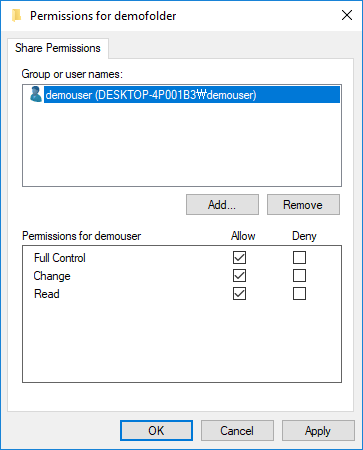 Permissions for demofolder
Share Permissions
Group or user names:
demouser (DESKTOP-4P001B3₩demouser)
Add...
Remove
Permissions for demouser Allow Deny
Full Control
Change
Read
OK
Cancel
Apply